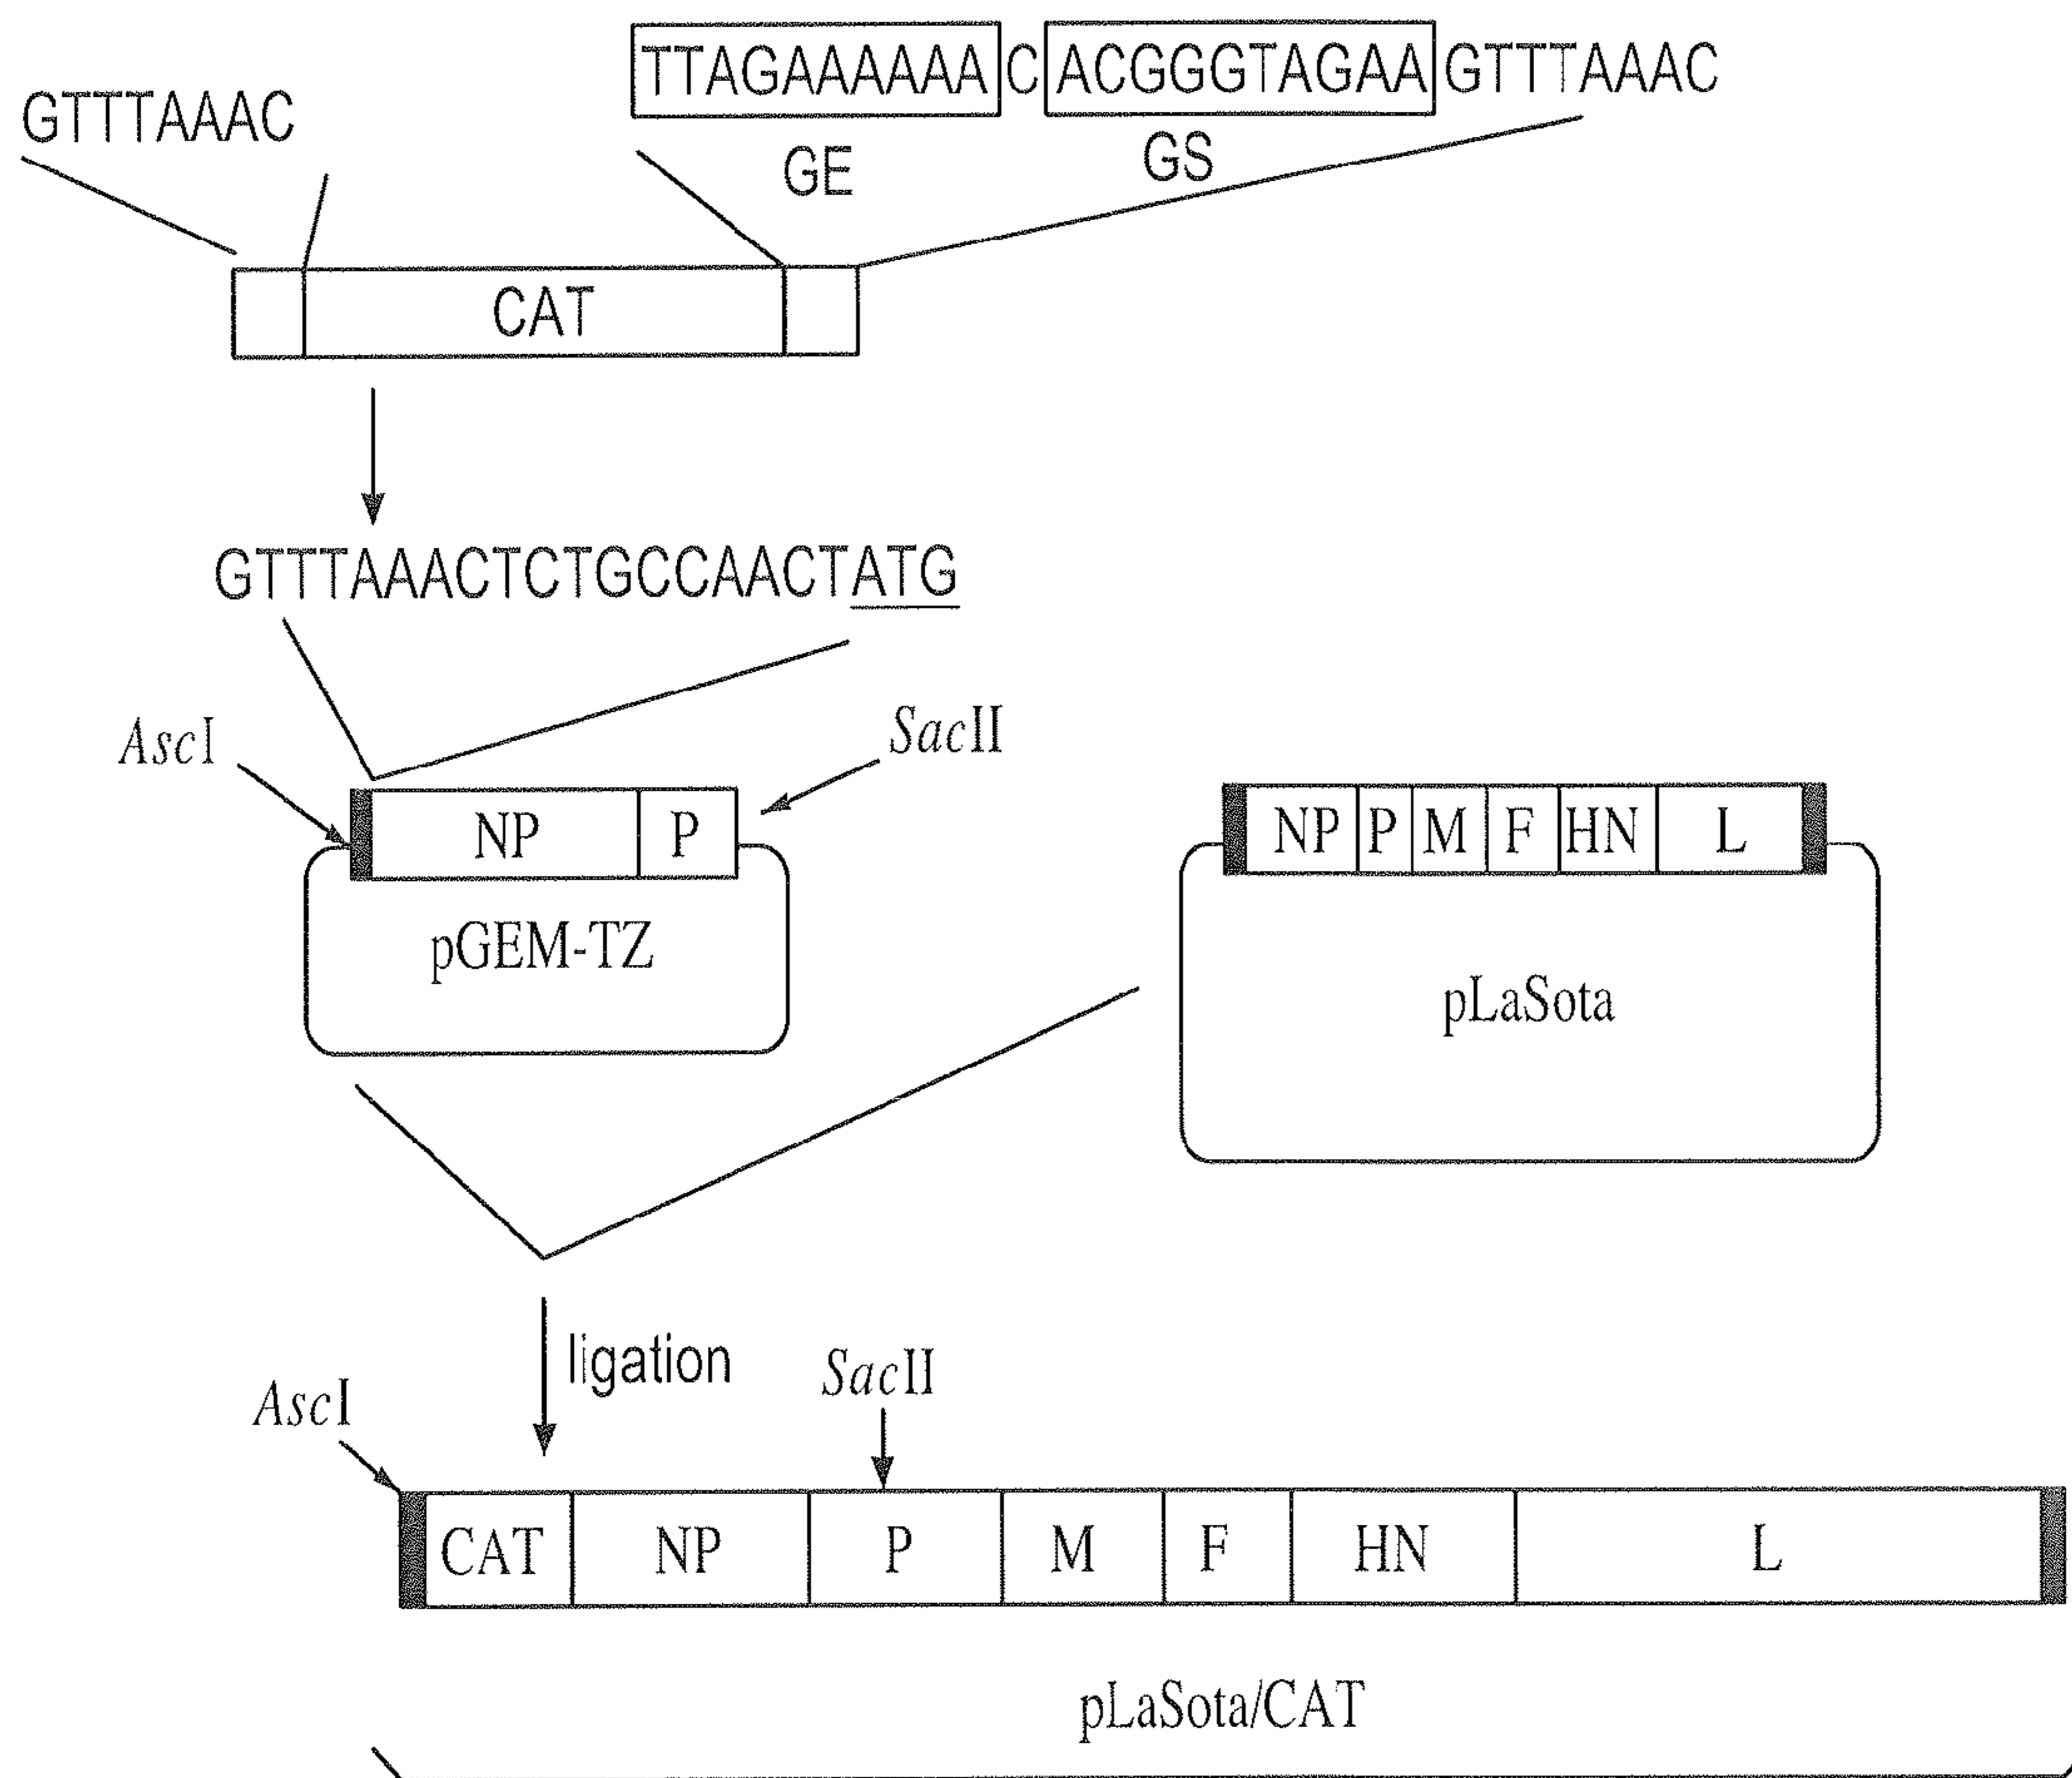 TTAGAAAAAA C ACGGGTAGAA GTTTAAAC
GTTTAAAC
GE GS
CAT
GTTTAAACTCTGCCAACTATG
AscI SacII
NP P
NP P M F HN L
pGEM-TZ
pLaSota
ligation
SacII
AscI
CAT NP P M F HN L
pLaSota/CAT